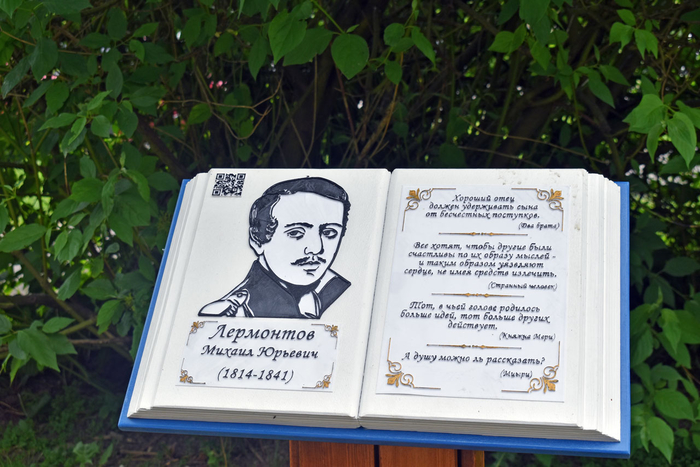 Лермонтов
Михаил Юрьевич
(1814-1841)
Хороший отец
должен удерживать сына
от бесчестных поступков.
(Два брата)
Все хотят, чтобы другие были
счастливы по их образу мыслей -
и таким образом уязвляют
сердце, не имея средств излечить.
(Странный человек)
Тот, в чьей голове родилось
больше идей, тот больше других
действует.
(Княжна Мери)
А душу можно ль рассказать?
(Мцыри)